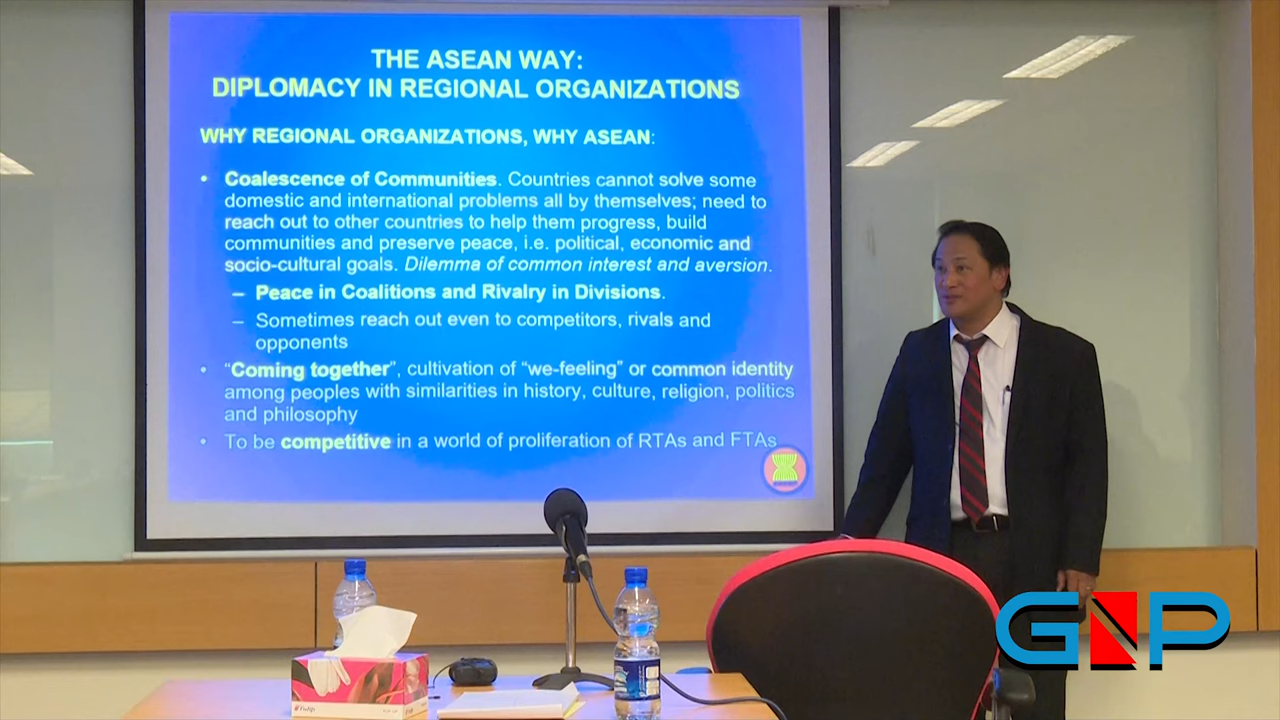 THE ASEAN WAY:
DIPLOMACY IN REGIONAL ORGANIZATIONS
WHY REGIONAL ORGANIZATIONS, WHY ASEAN:
• Coalescence of Communities. Countries cannot solve some
domestic and international problems all by themselves; need to
reach out to other countries to help them progress, build
communities and preserve peace, i.e. political, economic and
socio-cultural goals. Dilemma of common interest and aversion.
– Peace in Coalitions and Rivalry in Divisions.
– Sometimes reach out even to competitors, rivals and
opponents
• “Coming together”, cultivation of “we-feeling” or common identity
among peoples with similarities in history, culture, religion, politics
and philosophy
• To be competitive in a world of proliferation of RTAs and FTAs
GNP
Tulip